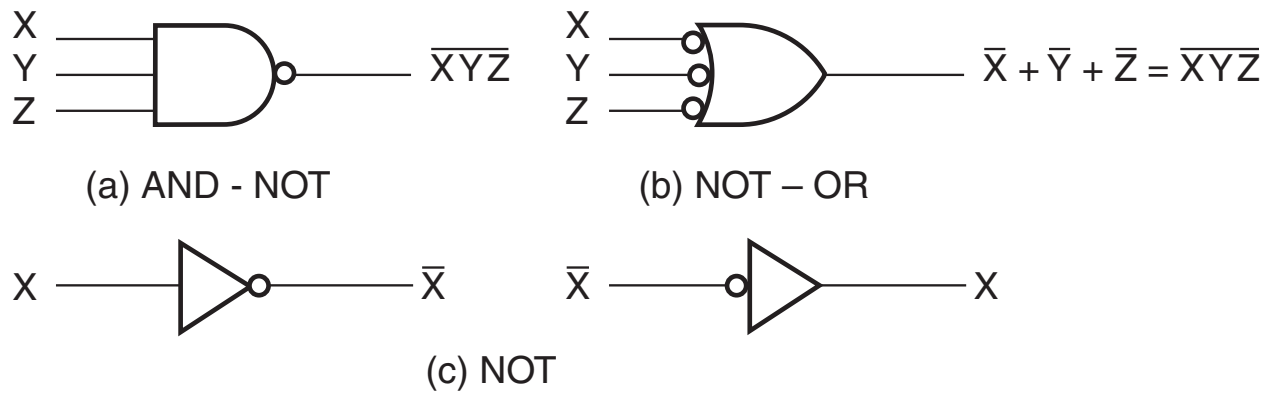 X
Y
Z
X̅Y̅Z̅
(a) AND - NOT
X
Y
Z
X̅ + Y̅ + Z̅ = X̅Y̅Z̅
(b) NOT – OR
X
X̅
X̅
X
(c) NOT